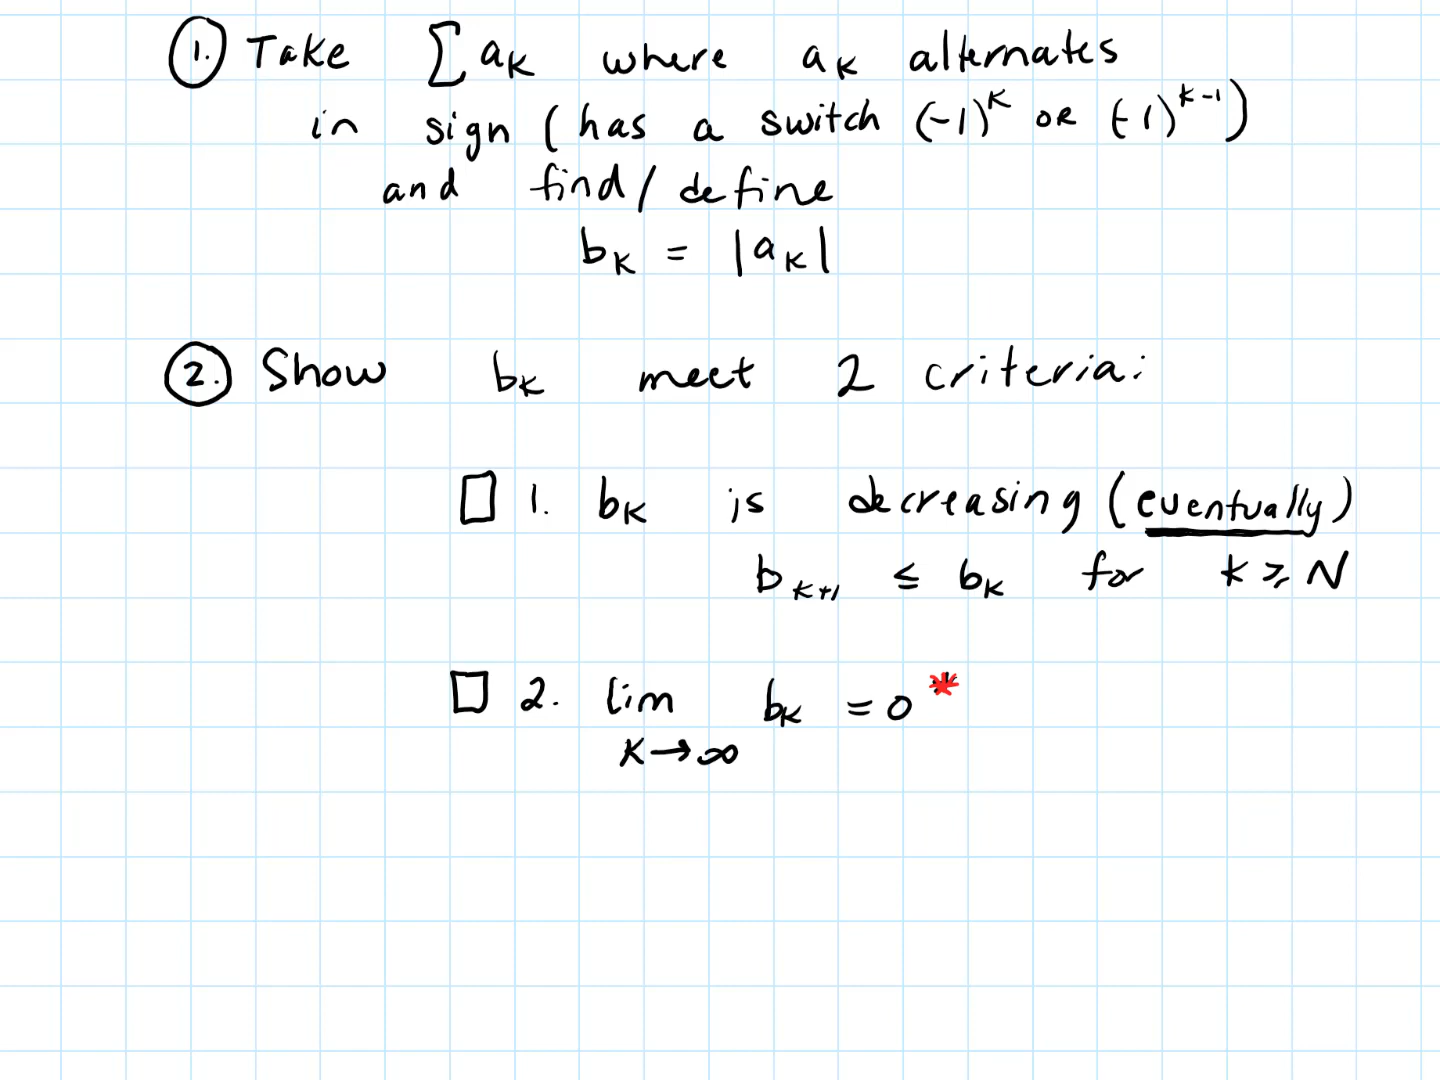 1. Take ∑ aₖ where aₖ alternates
in sign (has a switch (-1)ᵏ or (-1)ᵏ⁻¹)
and find/define
bₖ = |aₖ|
2. Show bₖ meet 2 criteria:
□ 1. bₖ is decreasing (eventually)
bₖ₊₁ ≤ bₖ for k ≥ N
□ 2. lim bₖ = 0 *
k→∞